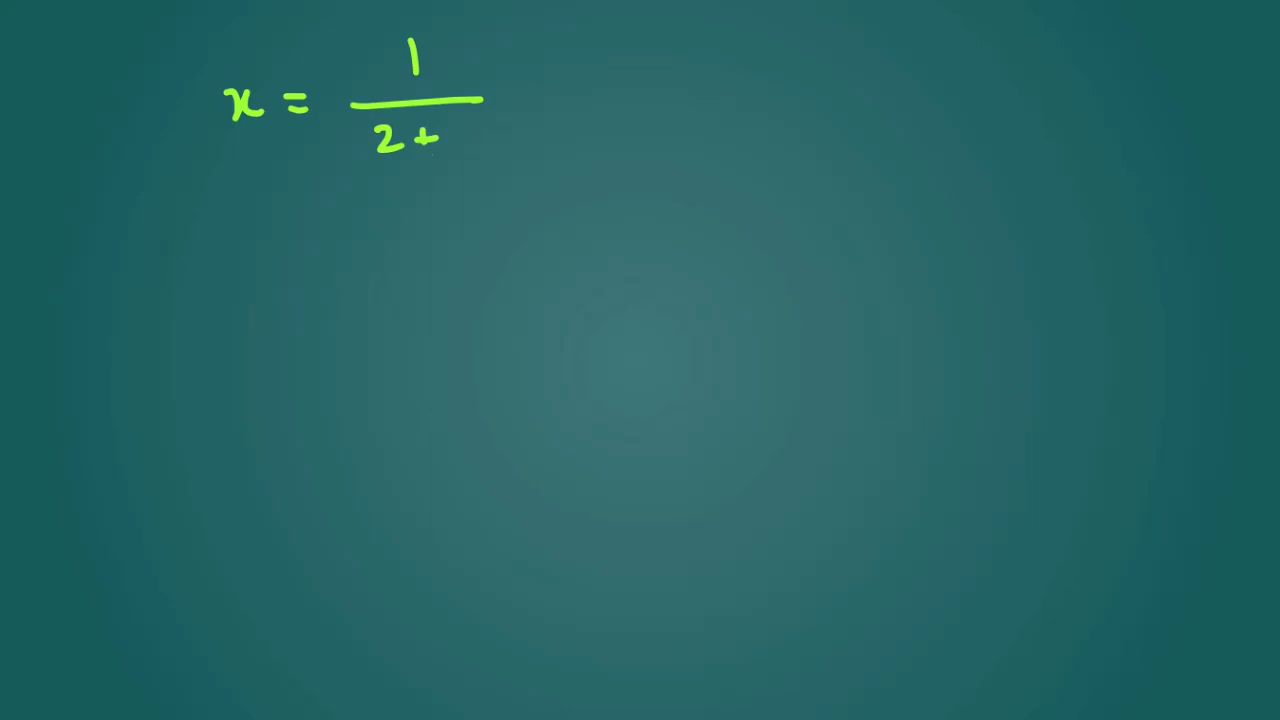 x = 1/2+